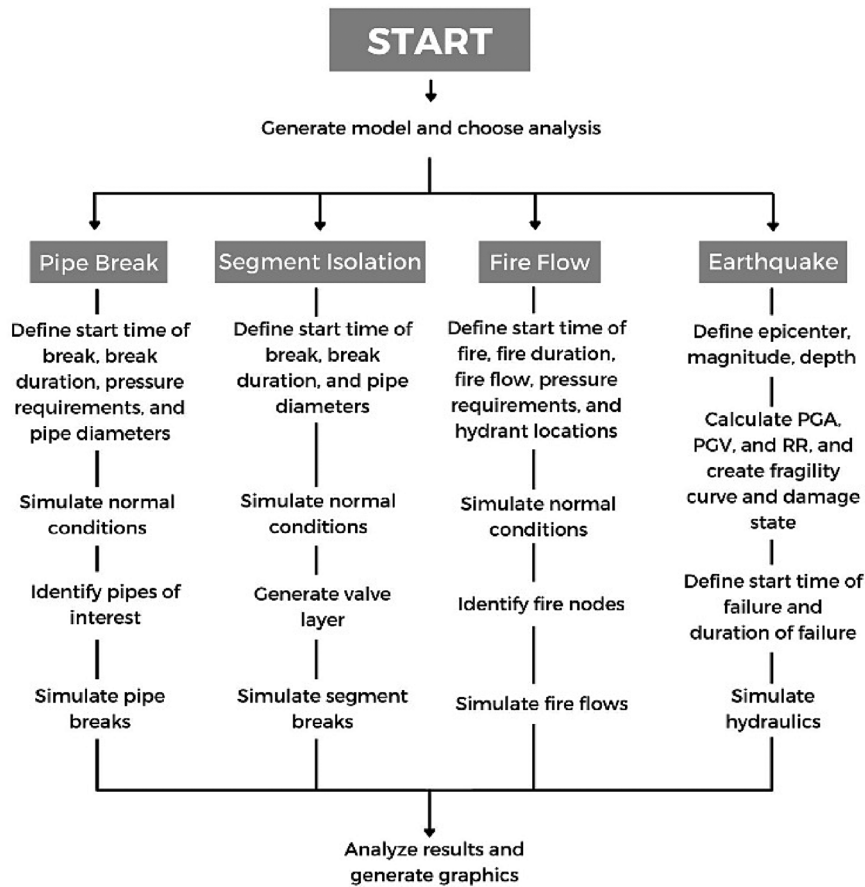 START
Generate model and choose analysis
Pipe Break
Define start time of
break, break
duration, pressure
requirements, and
pipe diameters
Simulate normal
conditions
Identify pipes of
interest
Simulate pipe
breaks
Segment Isolation
Define start time of
break, break
duration, and pipe
diameters
Simulate normal
conditions
Generate valve
layer
Simulate segment
breaks
Fire Flow
Define start time of
fire, fire duration,
fire flow, pressure
requirements, and
hydrant locations
Simulate normal
conditions
Identify fire nodes
Simulate fire flows
Earthquake
Define epicenter,
magnitude, depth
Calculate PGA,
PGV, and RR, and
create fragility
curve and damage
state
Define start time of
failure and
duration of failure
Simulate
hydraulics
Analyze results and
generate graphics